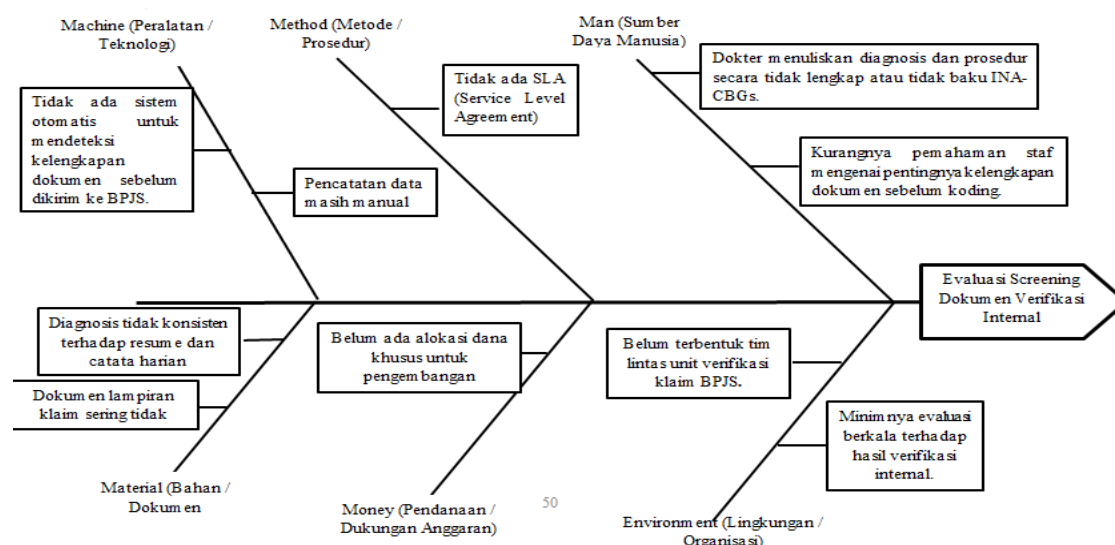 Machine (Peralatan /
Teknologi)
Method (Metode /
Prosedur)
Man (Sumber
Daya Manusia)
Dokter menuliskan diagnosis dan prosedur
secara tidak lengkap atau tidak baku INA-
CBGs.
Tidak ada SLA
(Service Level
Agreement)
Tidak ada sistem
otomatis untuk
mendeteksi
kelengkapan
dokumen sebelum
dikirim ke BPJS.
Pencatatan data
masih manual
Kurangnya pemahaman staf
mengenai pentingnya kelengkapan
dokumen sebelum koding.
Evaluasi Screening
Dokumen Verifikasi
Internal
Diagnosis tidak konsisten
terhadap resume dan
catata harian
Dokumen lampiran
klaim sering tidak
Belum ada alokasi dana
khusus untuk
pengembangan
Belum terbentuk tim
lintas unit verifikasi
klaim BPJS.
Minimnya evaluasi
berkala terhadap
hasil verifikasi
internal.
Material (Bahan /
Dokumen
Money (Pendanaan /
Dukungan Anggaran)
50
Environment (Lingkungan /
Organisasi)